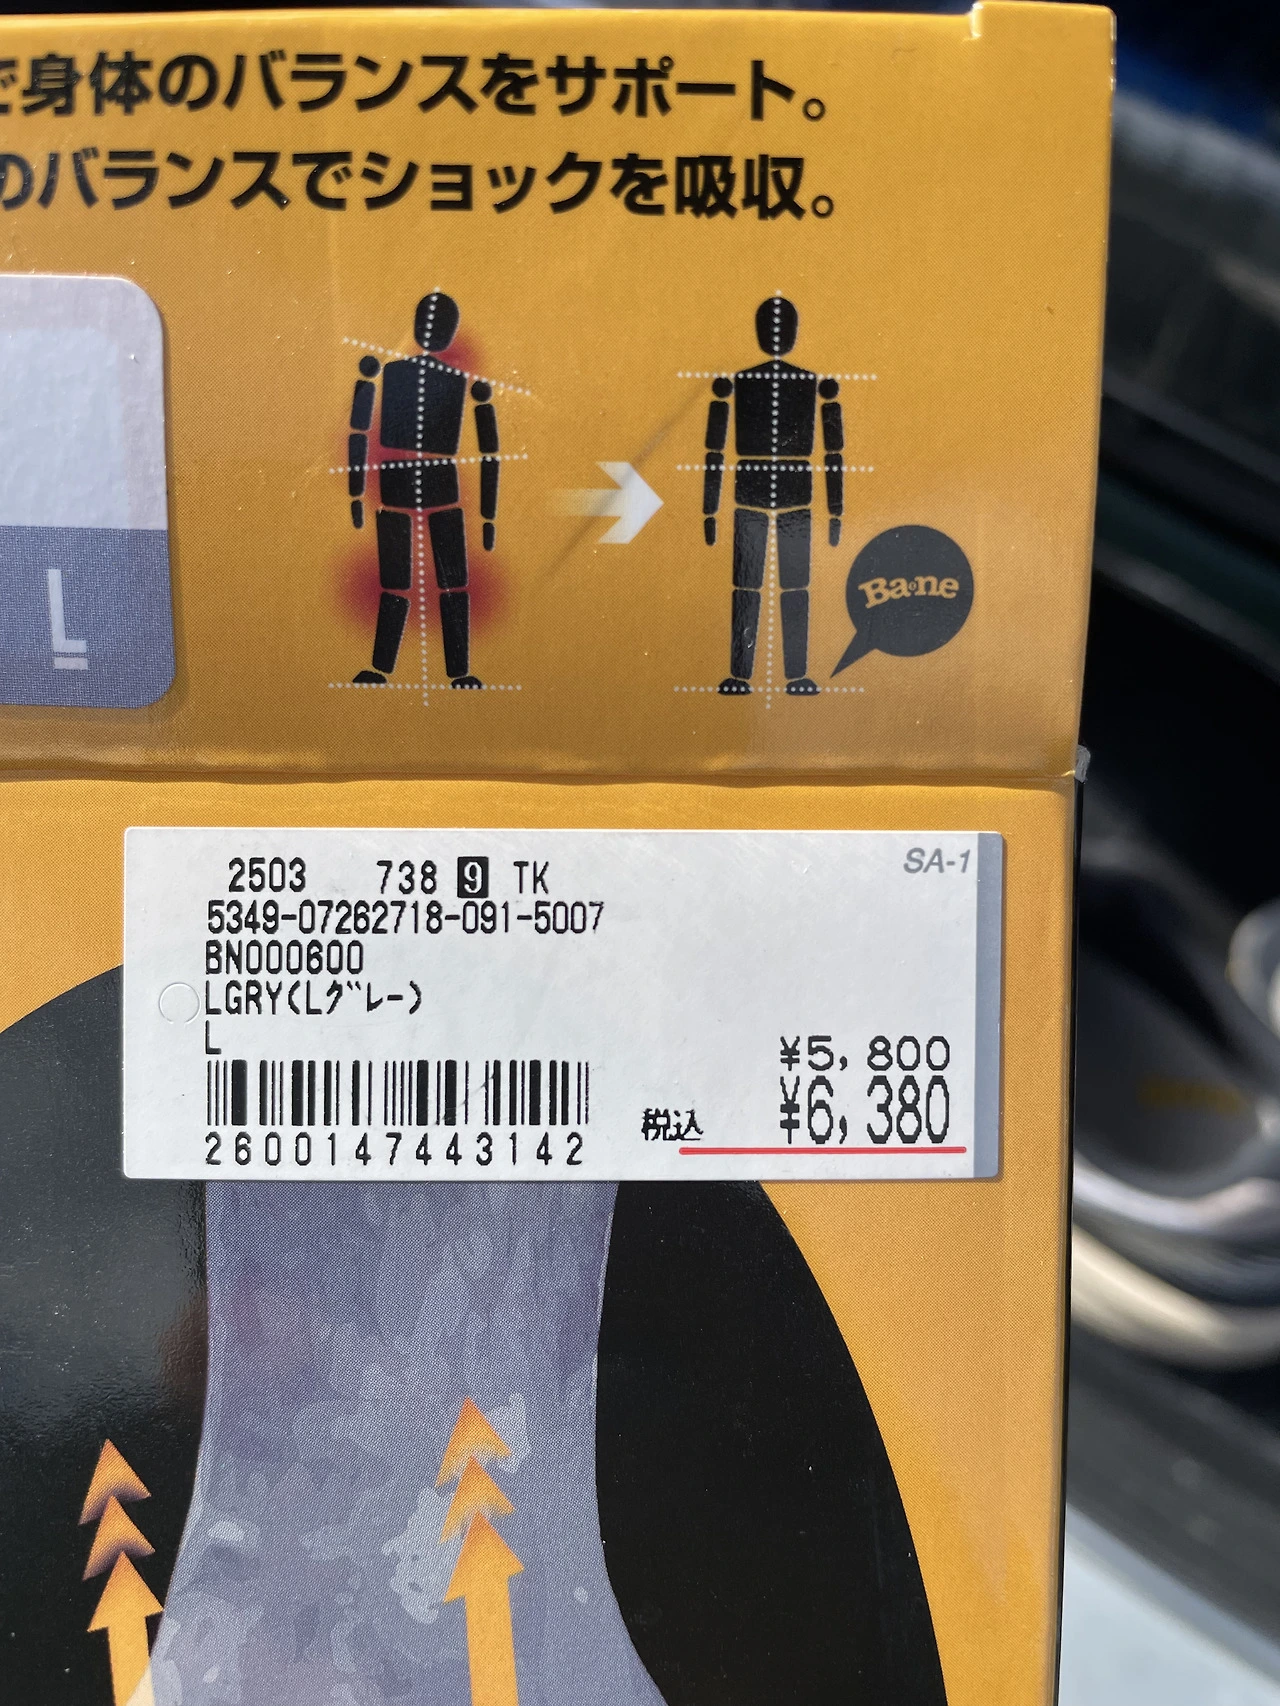 で身体のバランスをサポート。
のバランスでショックを吸収。
L
Ba・ne
SA-1
2503 738 9 TK
5349-07262718-091-5007
BN000600
LGRY(Lグレー)
L
¥5,800
税込 ¥6,380
2600147443142